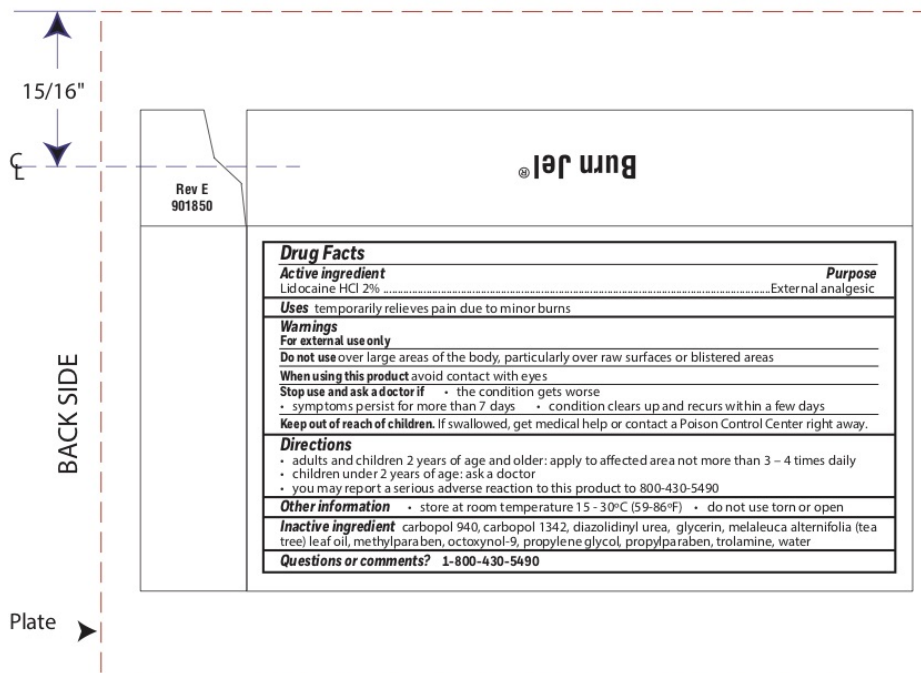 15/16"
CL
Burn Jel®
Rev E
901850
Drug Facts
Active ingredient Purpose
Lidocaine HCl 2% ........................................................................................................................................External analgesic
Uses temporarily relieves pain due to minor burns
Warnings
For external use only
Do not use over large areas of the body, particularly over raw surfaces or blistered areas
When using this product avoid contact with eyes
Stop use and ask a doctor if • the condition gets worse
• symptoms persist for more than 7 days • condition clears up and recurs within a few days
Keep out of reach of children. If swallowed, get medical help or contact a Poison Control Center right away.
Directions
• adults and children 2 years of age and older: apply to affected area not more than 3 – 4 times daily
• children under 2 years of age: ask a doctor
• you may report a serious adverse reaction to this product to 800-430-5490
Other information • store at room temperature 15 - 30ºC (59-86ºF) • do not use torn or open
Inactive ingredient carbopol 940, carbopol 1342, diazolidinyl urea, glycerin, melaleuca alternifolia (tea
tree) leaf oil, methylparaben, octoxynol-9, propylene glycol, propylparaben, trolamine, water
Questions or comments? 1-800-430-5490
BACK SIDE
Plate